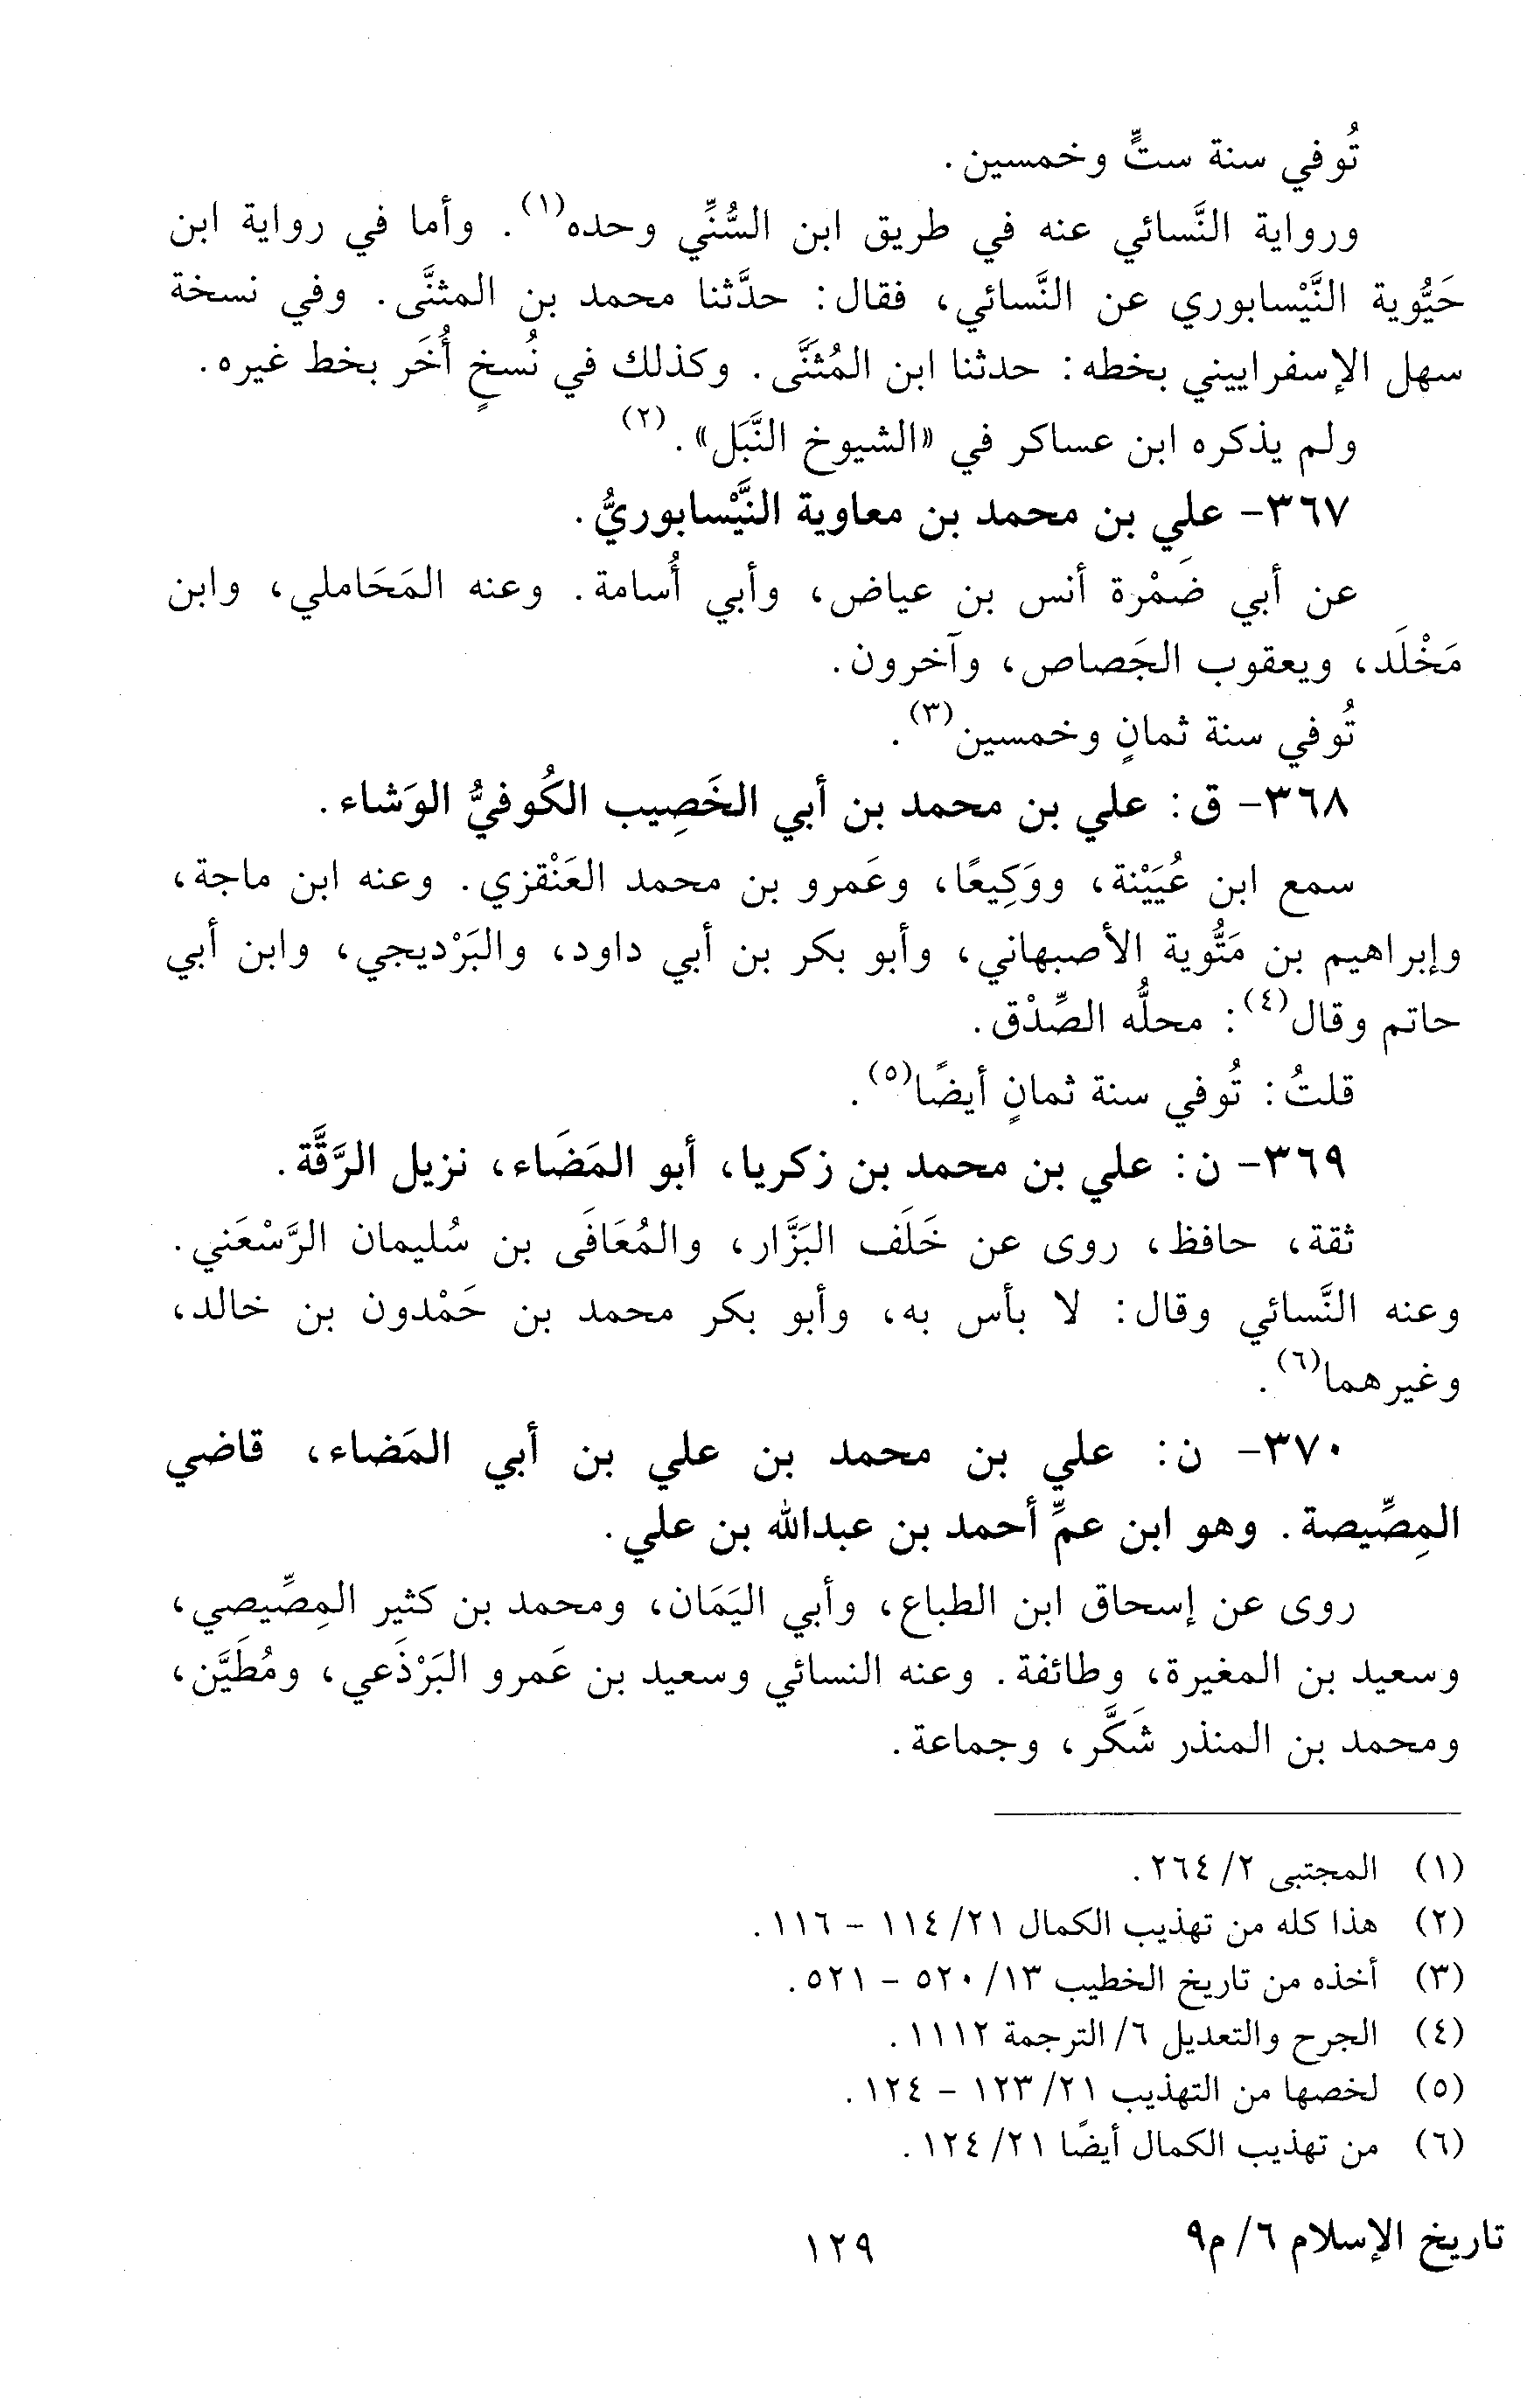 تُوفي سنة ستٍّ وخمسين.
ورواية النَّسائي عنه في طريق ابن السُّنِّي وحده(١). وأما في رواية ابن
حَيُّوية النَّيْسابوري عن النَّسائي، فقال: حدَّثنا محمد بن المثنَّى. وفي نسخة
سهل الإسفراييني بخطه: حدثنا ابن المُثنَّى. وكذلك في نُسخٍ أُخَر بخط غيره.
ولم يذكره ابن عساكر في «الشيوخ النَّبَل».(٢)
٣٦٧- علي بن محمد بن معاوية النَّيْسابوريُّ.
عن أبي ضَمْرة أنس بن عياض، وأبي أُسامة. وعنه المَحَاملي، وابن
مَخْلَد، ويعقوب الجَصاص، وآخرون.
تُوفي سنة ثمانٍ وخمسين(٣).
٣٦٨- ق: علي بن محمد بن أبي الخَصِيب الكُوفيُّ الوَشاء.
سمع ابن عُيَيْنة، ووَكِيعًا، وعَمرو بن محمد العَنْقزي. وعنه ابن ماجة،
وإبراهيم بن مَتُّوية الأصبهاني، وأبو بكر بن أبي داود، والبَرْديجي، وابن أبي
حاتم وقال(٤): محلُّه الصِّدْق.
قلتُ: تُوفي سنة ثمانٍ أيضًا(٥).
٣٦٩- ن: علي بن محمد بن زكريا، أبو المَضَاء، نزيل الرَّقَّة.
ثقة، حافظ، روى عن خَلَف البَزَّار، والمُعَافَى بن سُليمان الرَّسْعَني.
وعنه النَّسائي وقال: لا بأس به، وأبو بكر محمد بن حَمْدون بن خالد،
وغيرهما(٦).
٣٧٠- ن: علي بن محمد بن علي بن أبي المَضاء، قاضي
المِصِّيصة. وهو ابن عمِّ أحمد بن عبدالله بن علي.
روى عن إسحاق ابن الطباع، وأبي اليَمَان، ومحمد بن كثير المِصِّيصي،
وسعيد بن المغيرة، وطائفة. وعنه النسائي وسعيد بن عَمرو البَرْذَعي، ومُطَيَّن،
ومحمد بن المنذر شَكَّر، وجماعة.
(١) المجتبى ٢/ ٢٦٤.
(٢) هذا كله من تهذيب الكمال ٢١/ ١١٤ - ١١٦.
(٣) أخذه من تاريخ الخطيب ١٣/ ٥٢٠ - ٥٢١.
(٤) الجرح والتعديل ٦/ الترجمة ١١١٢.
(٥) لخصها من التهذيب ٢١/ ١٢٣ - ١٢٤.
(٦) من تهذيب الكمال أيضًا ٢١/ ١٢٤.
تاريخ الإسلام ٦/ م٩
١٢٩